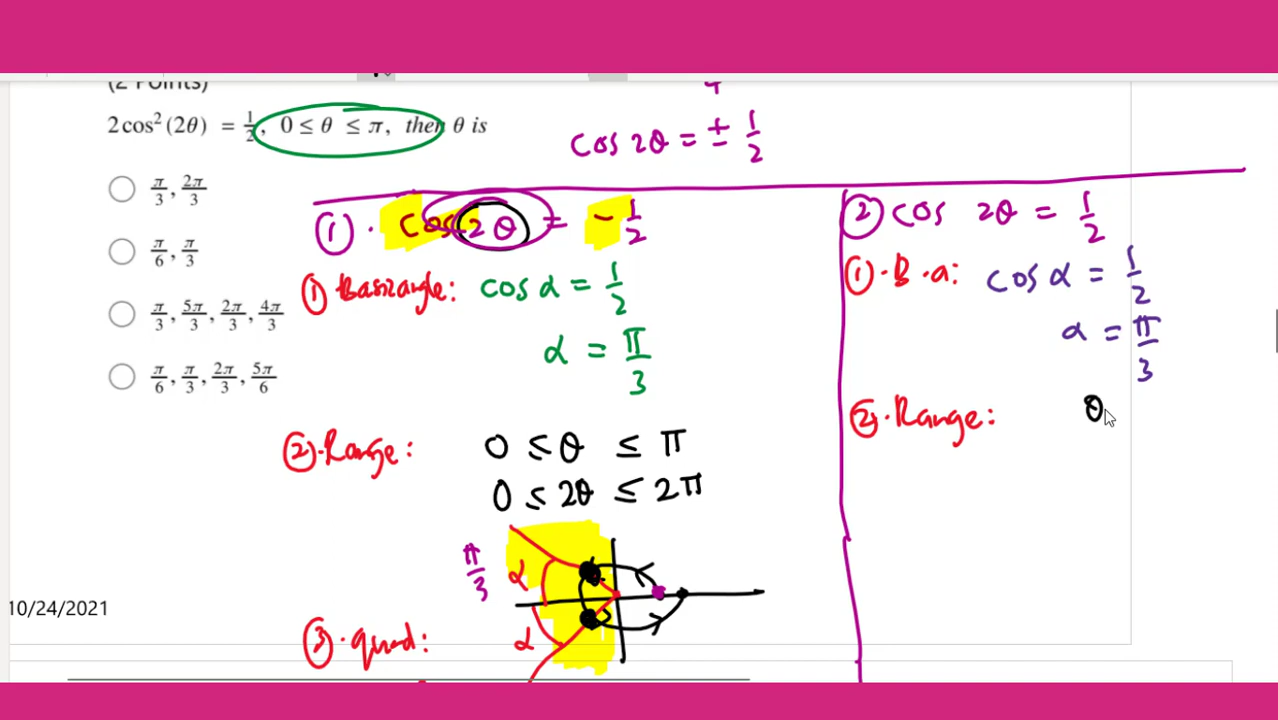 (2 Points)
2cos²(2θ) = 1/2, 0 ≤ θ ≤ π, then θ is
π/3, 2π/3
π/6, π/3
π/3, 5π/3, 2π/3, 4π/3
π/6, π/3, 2π/3, 5π/6
4
cos 2θ = ± 1/2
① · cos 2θ = - 1/2
① Basic angle: cos α = 1/2
α = π/3
② · Range: 0 ≤ θ ≤ π
0 ≤ 2θ ≤ 2π
π/3
α
α
③ · quad:
② cos 2θ = 1/2
① · B · a: cos α = 1/2
α = π/3
② · Range: 0
10/24/2021